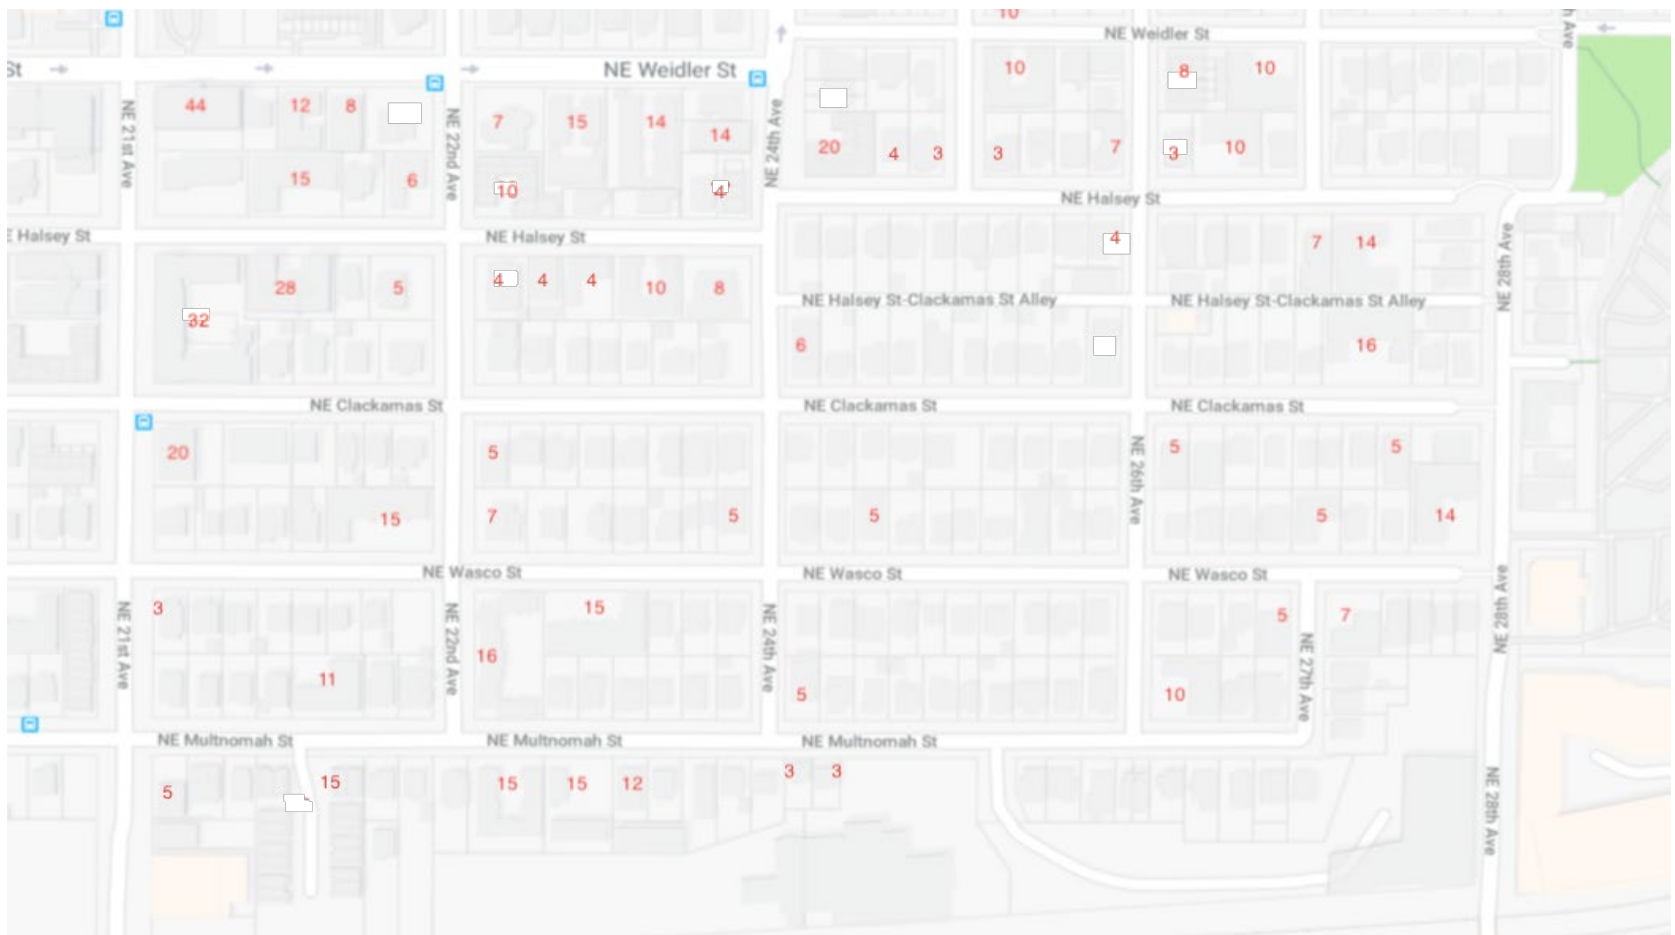 10
NE Weidler St
h Ave
St
NE Weidler St
10
8
10
44
12
8
7
15
14
14
20
4
3
3
7
3
10
NE 21st Ave
NE 22nd Ave
NE 24th Ave
15
6
10
4
NE Halsey St
E Halsey St
NE Halsey St
4
7
14
NE 28th Ave
28
5
4
4
4
10
8
32
NE Halsey St-Clackamas St Alley
NE Halsey St-Clackamas St Alley
6
16
NE Clackamas St
NE Clackamas St
NE Clackamas St
20
5
5
5
NE 26th Ave
15
7
5
5
5
14
NE Wasco St
NE Wasco St
NE Wasco St
3
15
5
7
NE 21st Ave
NE 22nd Ave
NE 24th Ave
NE 27th Ave
NE 28th Ave
16
11
5
10
NE Multnomah St
NE Multnomah St
NE Multnomah St
5
15
15
15
12
3
3
NE 28th Ave